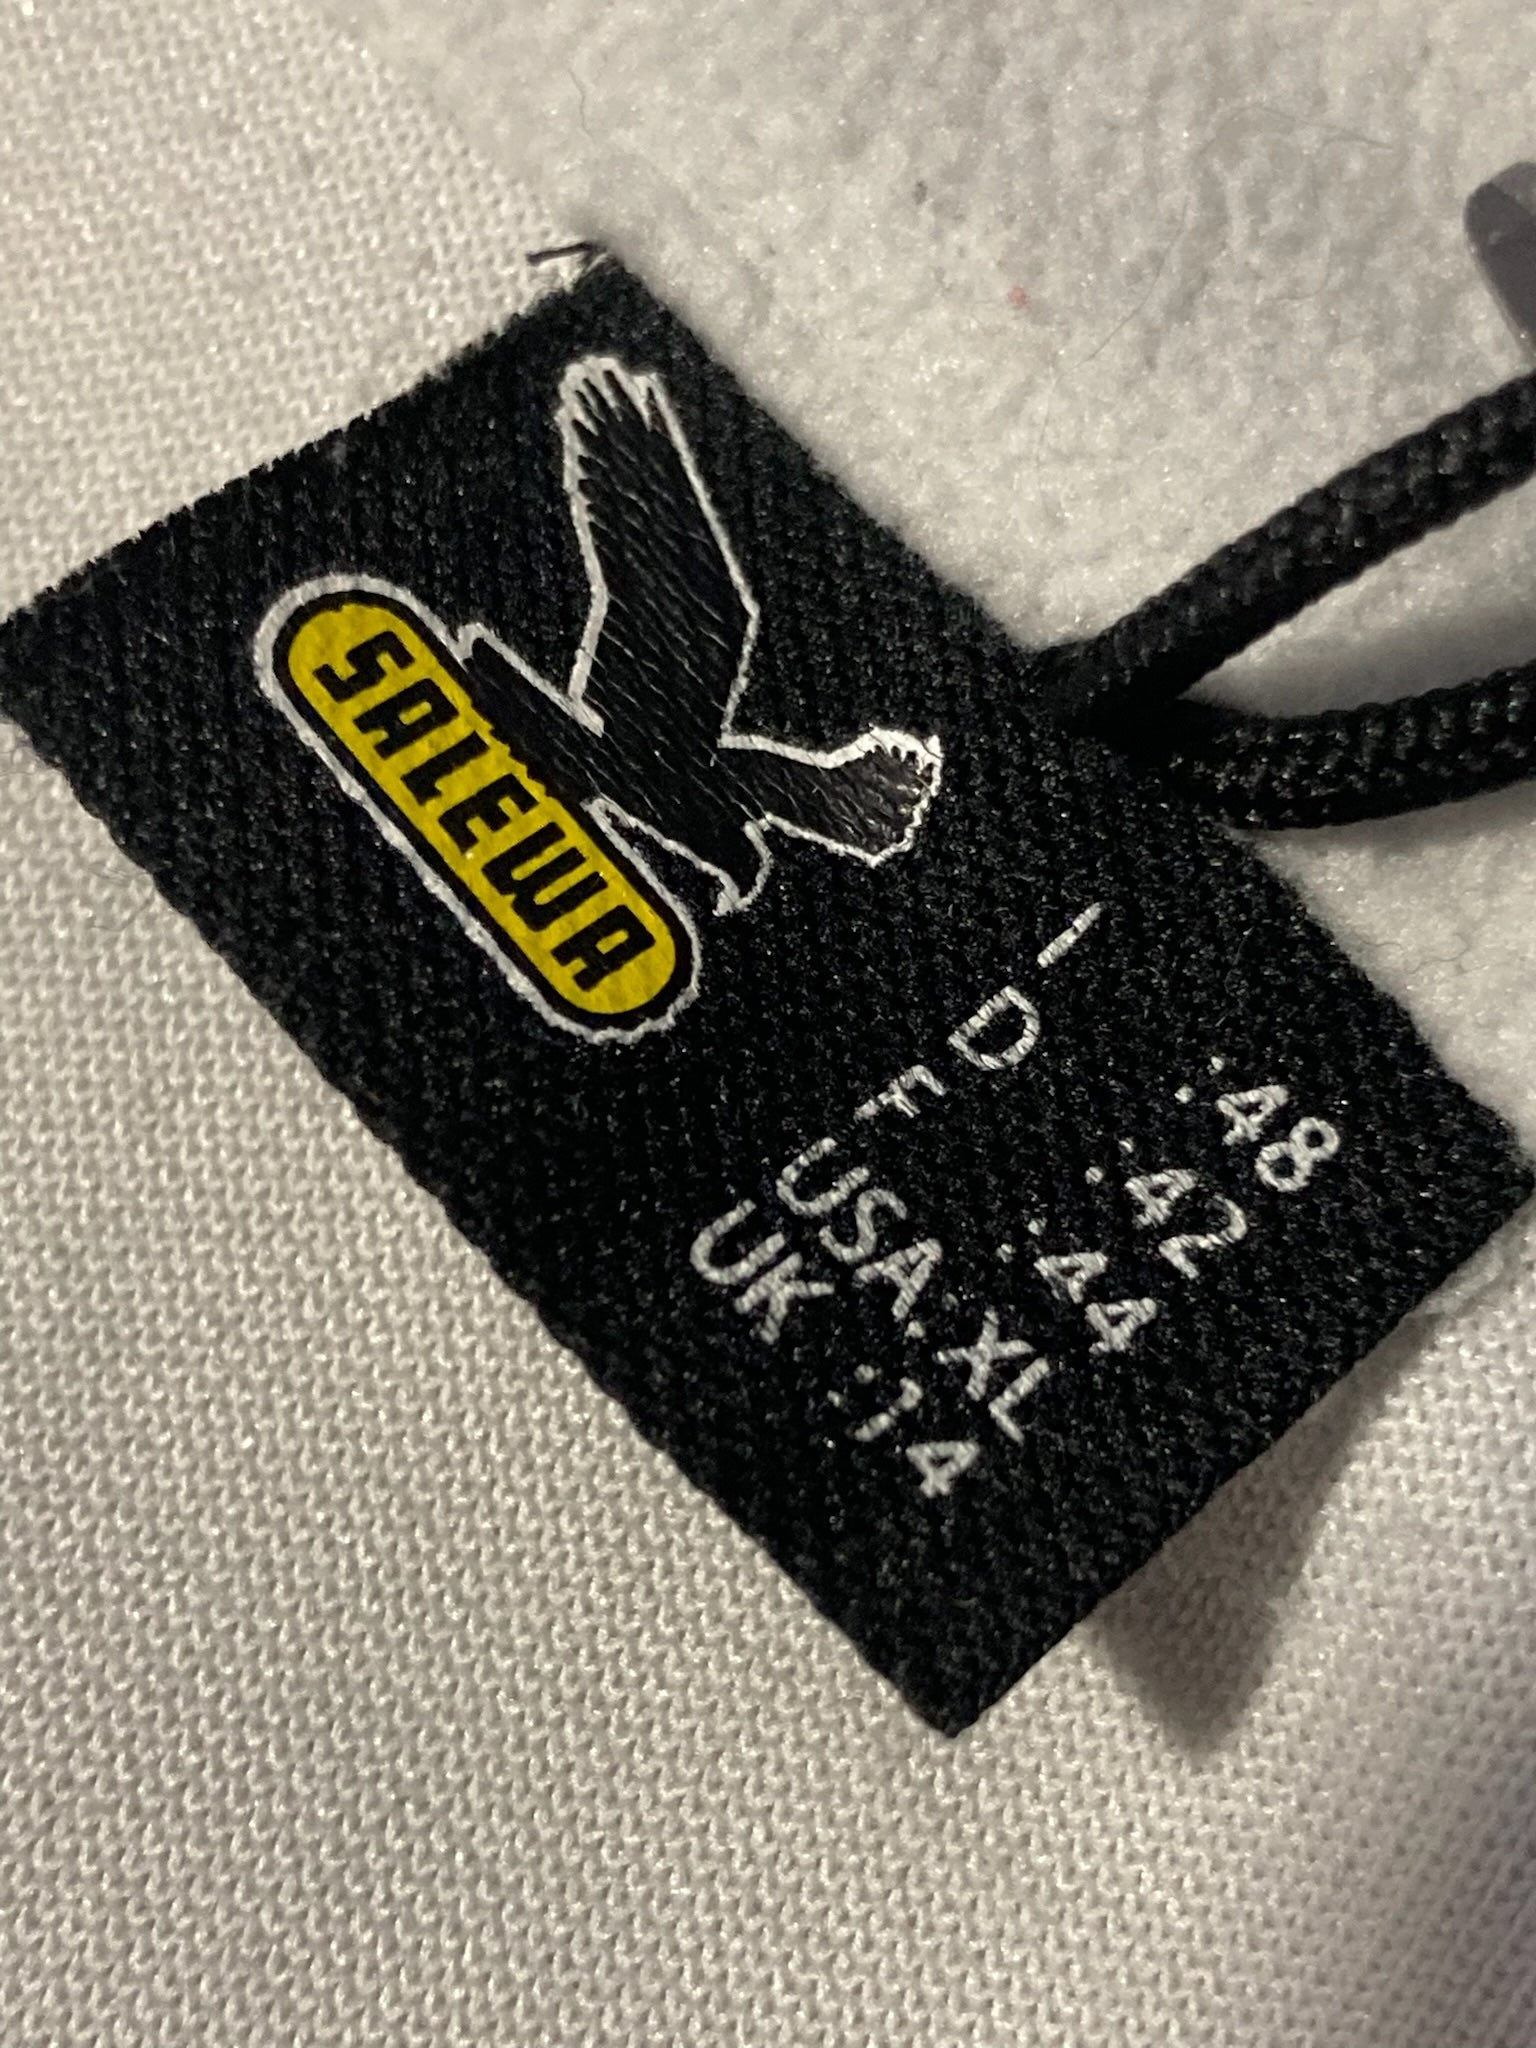 SALEWA
I :48
D :42
F :44
USA:XL
UK :14